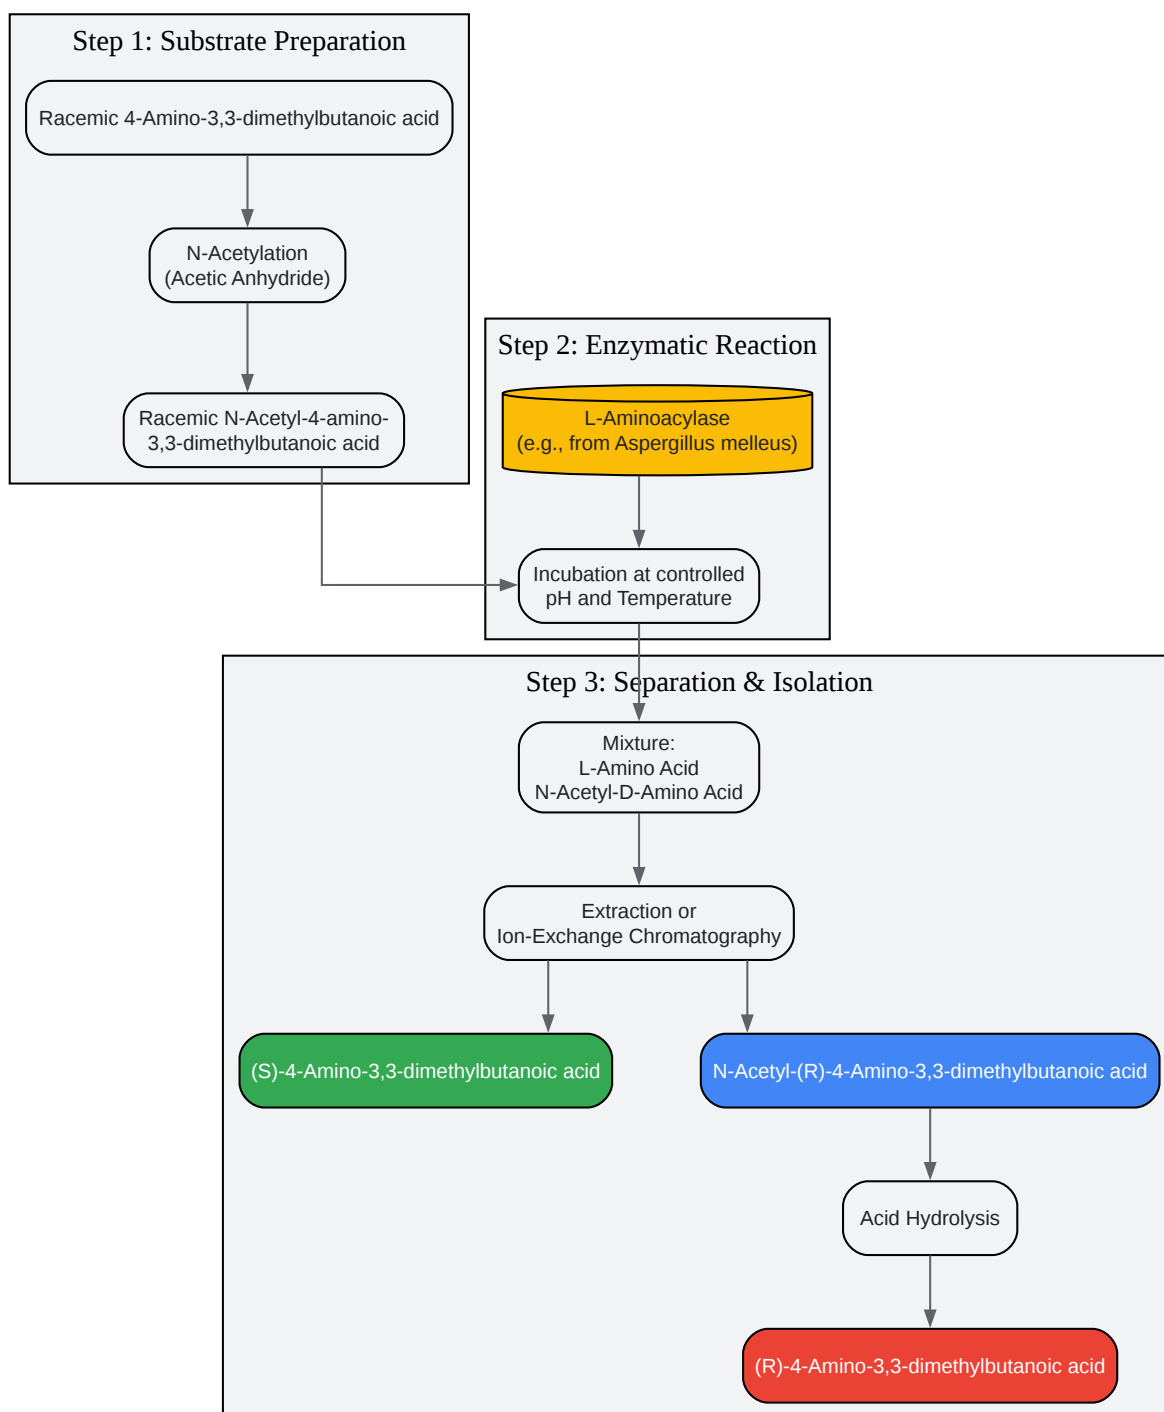 Step 1: Substrate Preparation
Racemic 4-Amino-3,3-dimethylbutanoic acid
N-Acetylation
(Acetic Anhydride)
Racemic N-Acetyl-4-amino-
3,3-dimethylbutanoic acid
Step 2: Enzymatic Reaction
L-Aminoacylase
(e.g., from Aspergillus melleus)
Incubation at controlled
pH and Temperature
Step 3: Separation & Isolation
Mixture:
L-Amino Acid
N-Acetyl-D-Amino Acid
Extraction or
Ion-Exchange Chromatography
(S)-4-Amino-3,3-dimethylbutanoic acid
N-Acetyl-(R)-4-Amino-3,3-dimethylbutanoic acid
Acid Hydrolysis
(R)-4-Amino-3,3-dimethylbutanoic acid